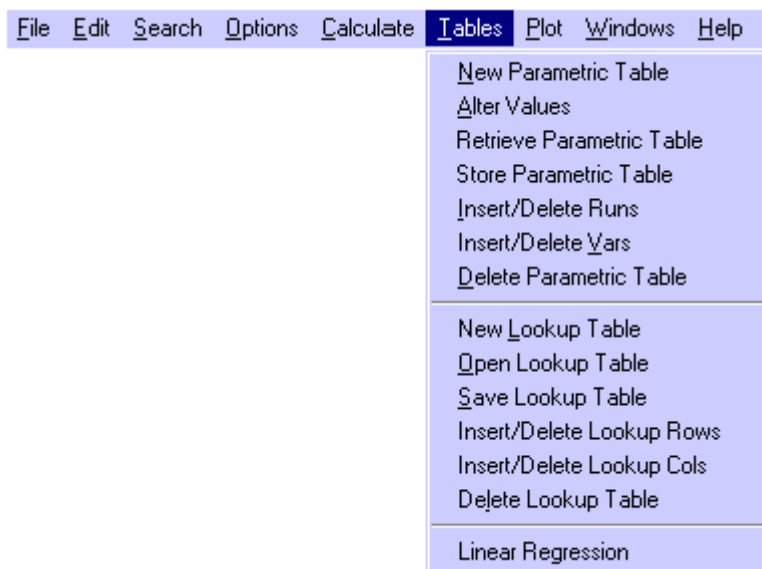 File Edit Search Options Calculate Tables Plot Windows Help
New Parametric Table
Alter Values
Retrieve Parametric Table
Store Parametric Table
Insert/Delete Runs
Insert/Delete Vars
Delete Parametric Table
New Lookup Table
Open Lookup Table
Save Lookup Table
Insert/Delete Lookup Rows
Insert/Delete Lookup Cols
Delete Lookup Table
Linear Regression